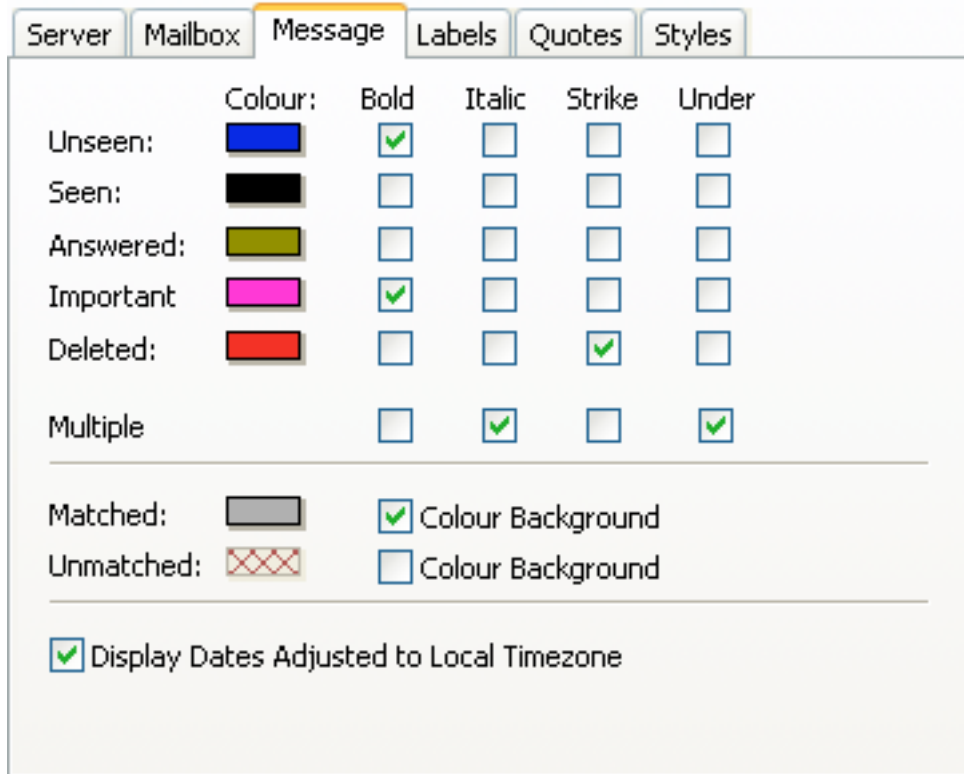 Server Mailbox Message Labels Quotes Styles
Colour: Bold Italic Strike Under
Unseen:
Seen:
Answered:
Important
Deleted:
Multiple
Matched: Colour Background
Unmatched: Colour Background
Display Dates Adjusted to Local Timezone